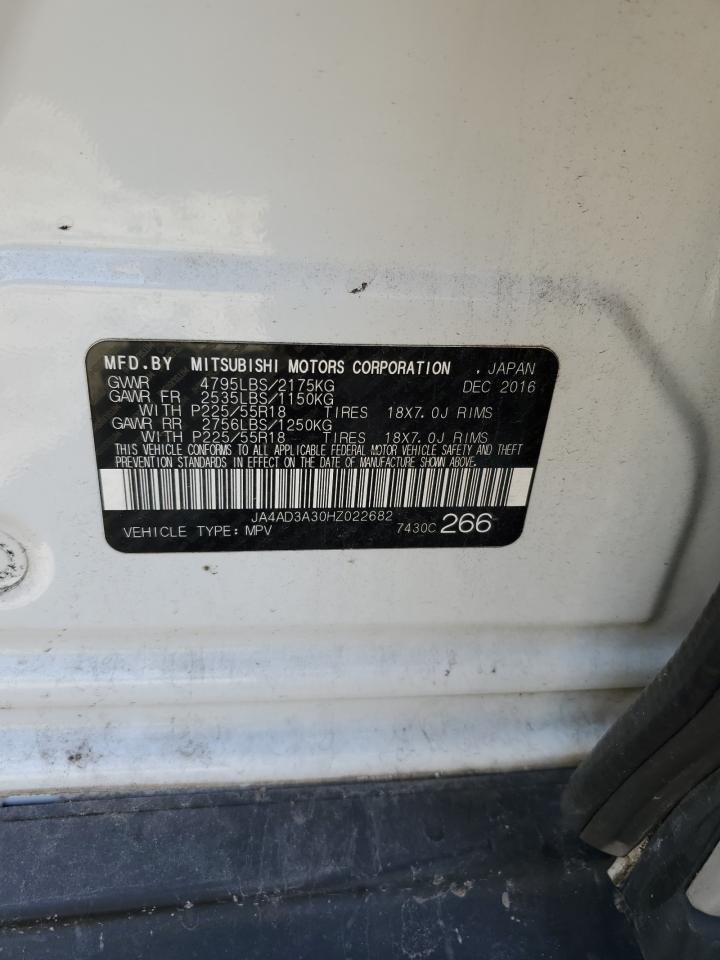 MFD.BY MITSUBISHI MOTORS CORPORATION . JAPAN
GVWR 4795LBS/2175KG DEC 2016
GAWR FR 2535LBS/1150KG
WITH P225/55R18 TIRES 18X7.0J RIMS
GAWR RR 2756LBS/1250KG
WITH P225/55R18 TIRES 18X7.0J RIMS
THIS VEHICLE CONFORMS TO ALL APPLICABLE FEDERAL MOTOR VEHICLE SAFETY AND THEFT
PREVENTION STANDARDS IN EFFECT ON THE DATE OF MANUFACTURE SHOWN ABOVE.
JA4AD3A30HZ022682
VEHICLE TYPE:MPV 7430C 266